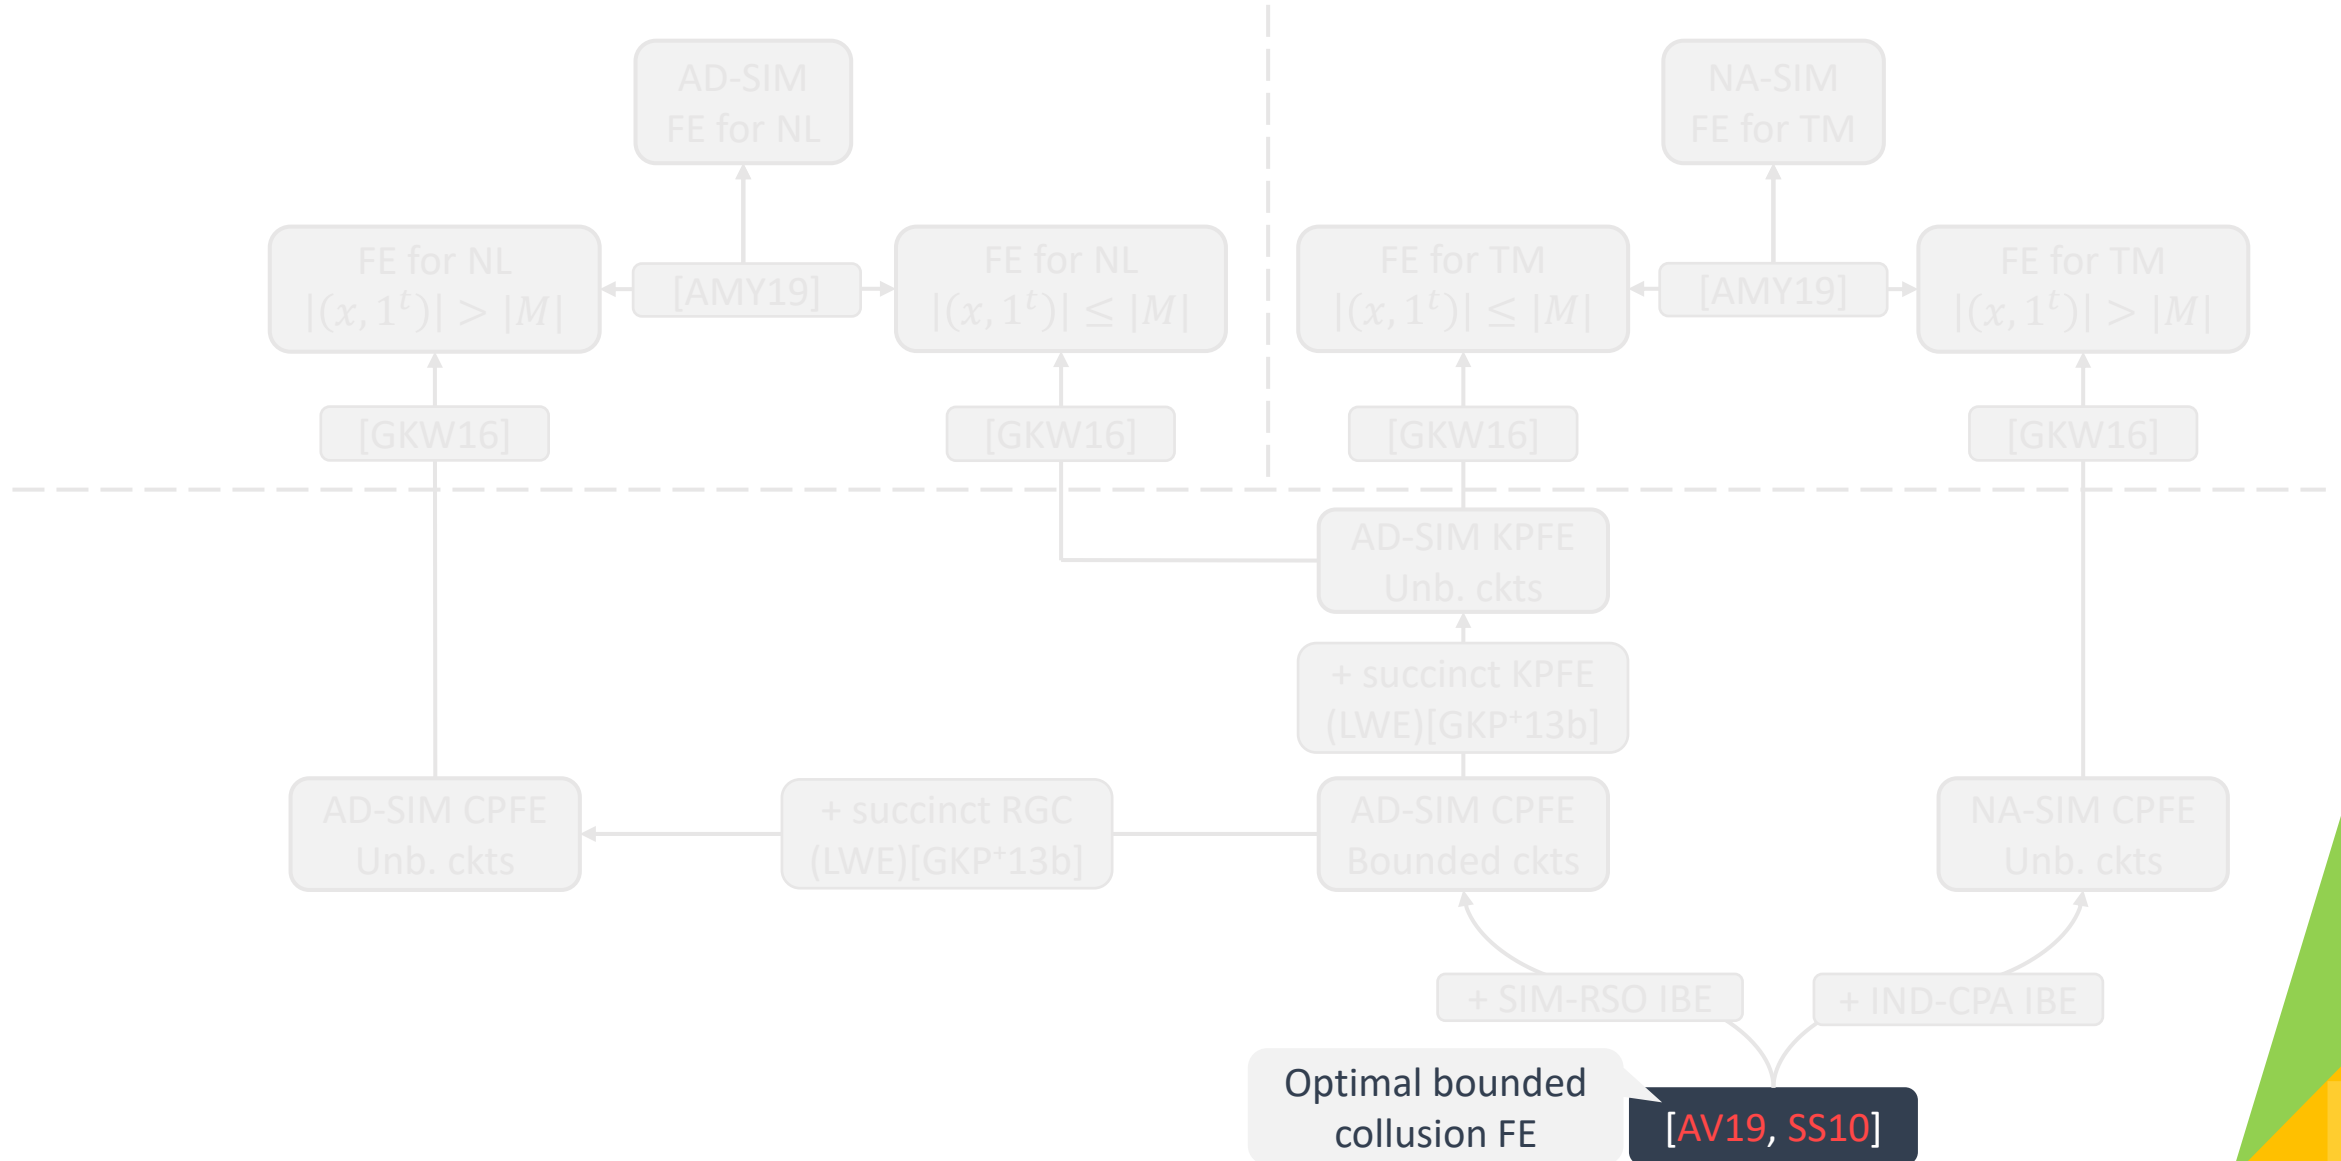 AD-SIM
FE for NL
NA-SIM
FE for TM
FE for NL
|(x, 1^t)| > |M|
[AMY19]
FE for NL
|(x, 1^t)| ≤ |M|
FE for TM
|(x, 1^t)| ≤ |M|
[AMY19]
FE for TM
|(x, 1^t)| > |M|
[GKW16]
[GKW16]
[GKW16]
[GKW16]
AD-SIM KPFE
Unb. ckts
+ succinct KPFE
(LWE)[GKP⁺13b]
AD-SIM CPFE
Unb. ckts
+ succinct RGC
(LWE)[GKP⁺13b]
AD-SIM CPFE
Bounded ckts
NA-SIM CPFE
Unb. ckts
+ SIM-RSO IBE
+ IND-CPA IBE
Optimal bounded
collusion FE
[AV19, SS10]